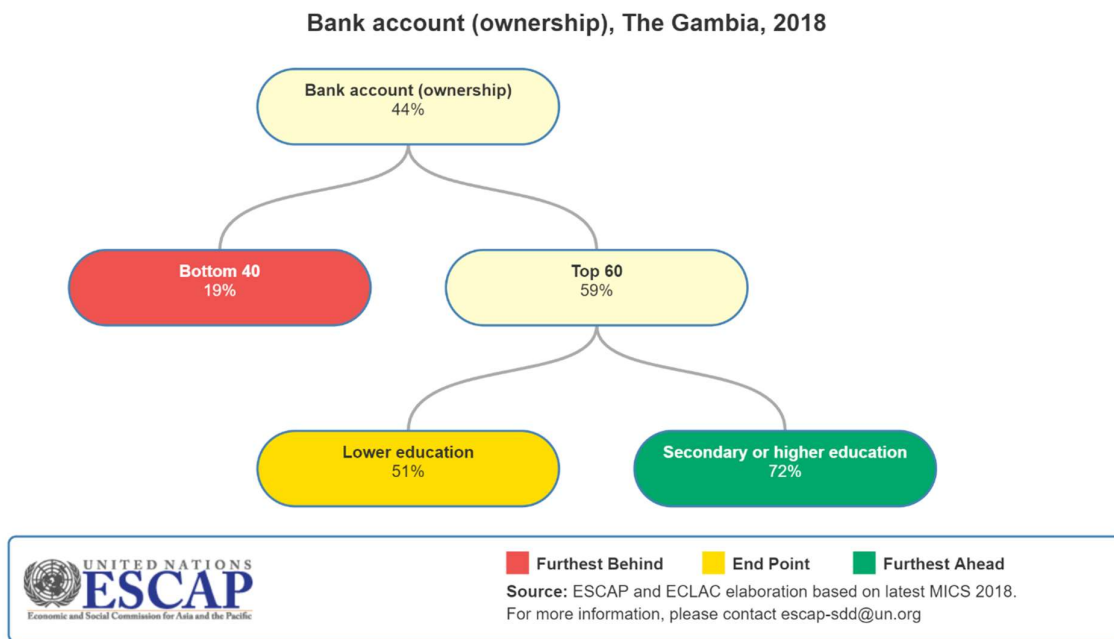 Bank account (ownership), The Gambia, 2018
Bank account (ownership)
44%
Bottom 40
19%
Top 60
59%
Lower education
51%
Secondary or higher education
72%
UNITED NATIONS
ESCAP
Economic and Social Commission for Asia and the Pacific
Furthest Behind
End Point
Furthest Ahead
Source: ESCAP and ECLAC elaboration based on latest MICS 2018.
For more information, please contact escap-sdd@un.org